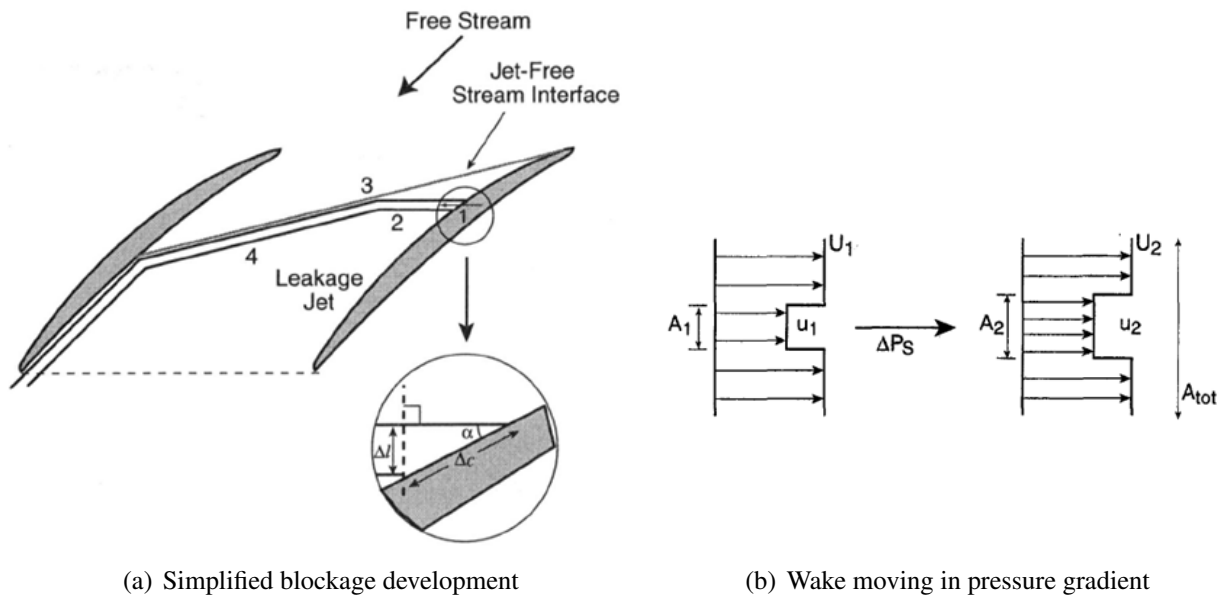 Free Stream
Jet-Free
Stream Interface
3
1
2
4
Leakage
Jet
Δl
α
Δc
U₁
U₂
A₁
u₁
ΔPₛ
A₂
u₂
A_tot
(a) Simplified blockage development
(b) Wake moving in pressure gradient